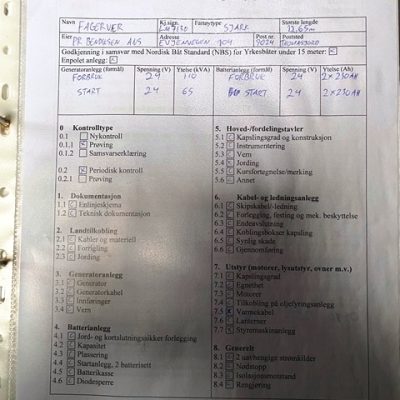 Navn Kj.sign. Fartøytype Største lengde
FAGERVÆR LM7130 SJARK 12.65m
Eier Adresse Post nr. Poststed
PR BENDIKSEN ANS EVJENVEGEN 104 9024 TOMASJORD
Godkjenning i samsvar med Nordisk Båt Standard (NBS) for Yrkesbåter under 15 meter:
Enpolet anlegg:
Generatoranlegg (formål) Spenning (V) Ytelse (kVA) Batterianlegg (formål) Spenning (V) Ytelse (Ah)
FORBRUK 24 110 FORBRUK 24 2x230AH
START 24 65 START 24 2x230AH
0 Kontrolltype
0.1 Nykontroll
0.1.1 Prøving
0.1.2 Samsvarserklæring
0.2 Periodisk kontroll
0.2.1 Prøving
1. Dokumentasjon
1.1 Enlinjeskjema
1.2 Teknisk dokumentasjon
2. Landtilkobling
2.1 Kabler og materiell
2.2 Forrigling
2.3 Jording
3. Generatoranlegg
3.1 Generator
3.2 Generatorkabel
3.3 Innføringer
3.4 Vern
4. Batterianlegg
4.1 Jord- og kortslutningssikker forlegging
4.2 Kapasitet
4.3 Plassering
4.4 Startanlegg, 2 batterisett
4.5 Batterikasse
4.6 Diodesperre
5. Hoved-/fordelingstavler
5.1 Kapslingsgrad og konstruksjon
5.2 Instrumentering
5.3 Vern
5.4 Jording
5.5 Kursfortegnelse/merking
5.6 Annet
6. Kabel- og ledningsanlegg
6.1 Skipskabel-ledning
6.2 Forlegging, festing og mek. beskyttelse
6.3 Endeavslutning
6.4 Koblingsbokser kapsling
6.5 Synlig skade
6.6 Gjennomføring
7. Utstyr (motorer, lysutstyr, ovner m.v.)
7.1 Kapslingsgrad
7.2 Egnethet
7.3 Motorer
7.4 Tilkobling på oljefyringsanlegg
7.5 Varmekabel
7.6 Lanterner
7.7 Styremaskinanlegg
8. Generelt
8.1 2 uavhengige strømkilder
8.2 Nødstopp
8.3 Isolasjonsmotstand
8.4 Rengjøring